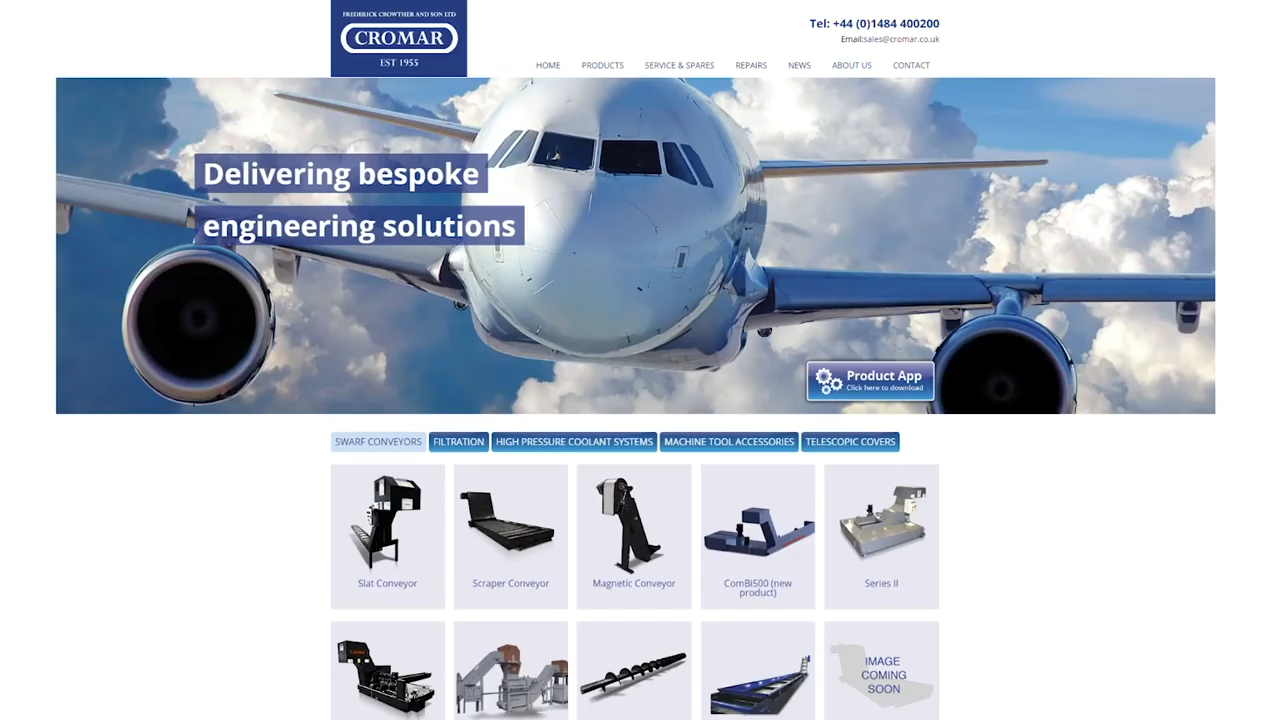 FREDERICK CROWTHER AND SON LTD
CROMAR
EST 1955
Tel: +44 (0)1484 400200
Email:sales@cromar.co.uk
HOME PRODUCTS SERVICE & SPARES REPAIRS NEWS ABOUT US CONTACT
Delivering bespoke
engineering solutions
Product App
Click here to download
SWARF CONVEYORS FILTRATION HIGH PRESSURE COOLANT SYSTEMS MACHINE TOOL ACCESSORIES TELESCOPIC COVERS
Slat Conveyor Scraper Conveyor Magnetic Conveyor ComBi500 (new Series II
product)
IMAGE
COMING
SOON